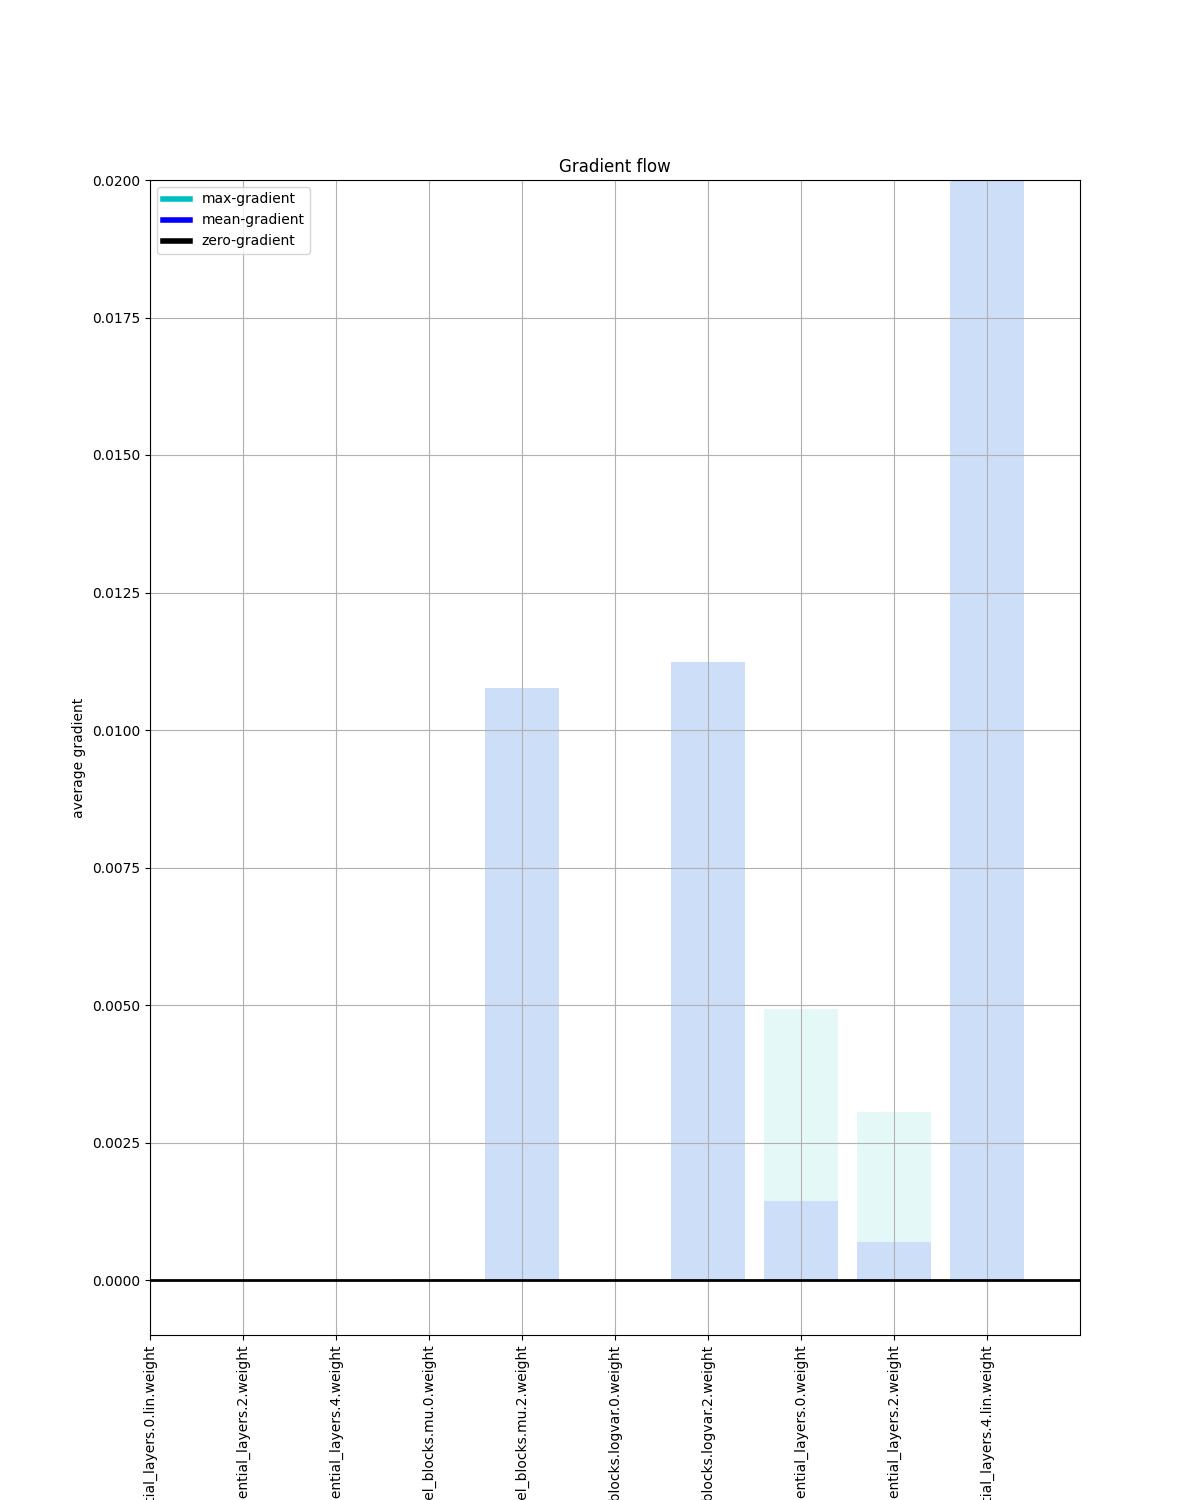 Gradient flow
max-gradient
mean-gradient
zero-gradient
average gradient
0.0200
0.0175
0.0150
0.0125
0.0100
0.0075
0.0050
0.0025
0.0000
tial_layers.0.lin.weight
ential_layers.2.weight
ential_layers.4.weight
el_blocks.mu.0.weight
el_blocks.mu.2.weight
blocks.logvar.0.weight
blocks.logvar.2.weight
ential_layers.0.weight
ential_layers.2.weight
tial_layers.4.lin.weight